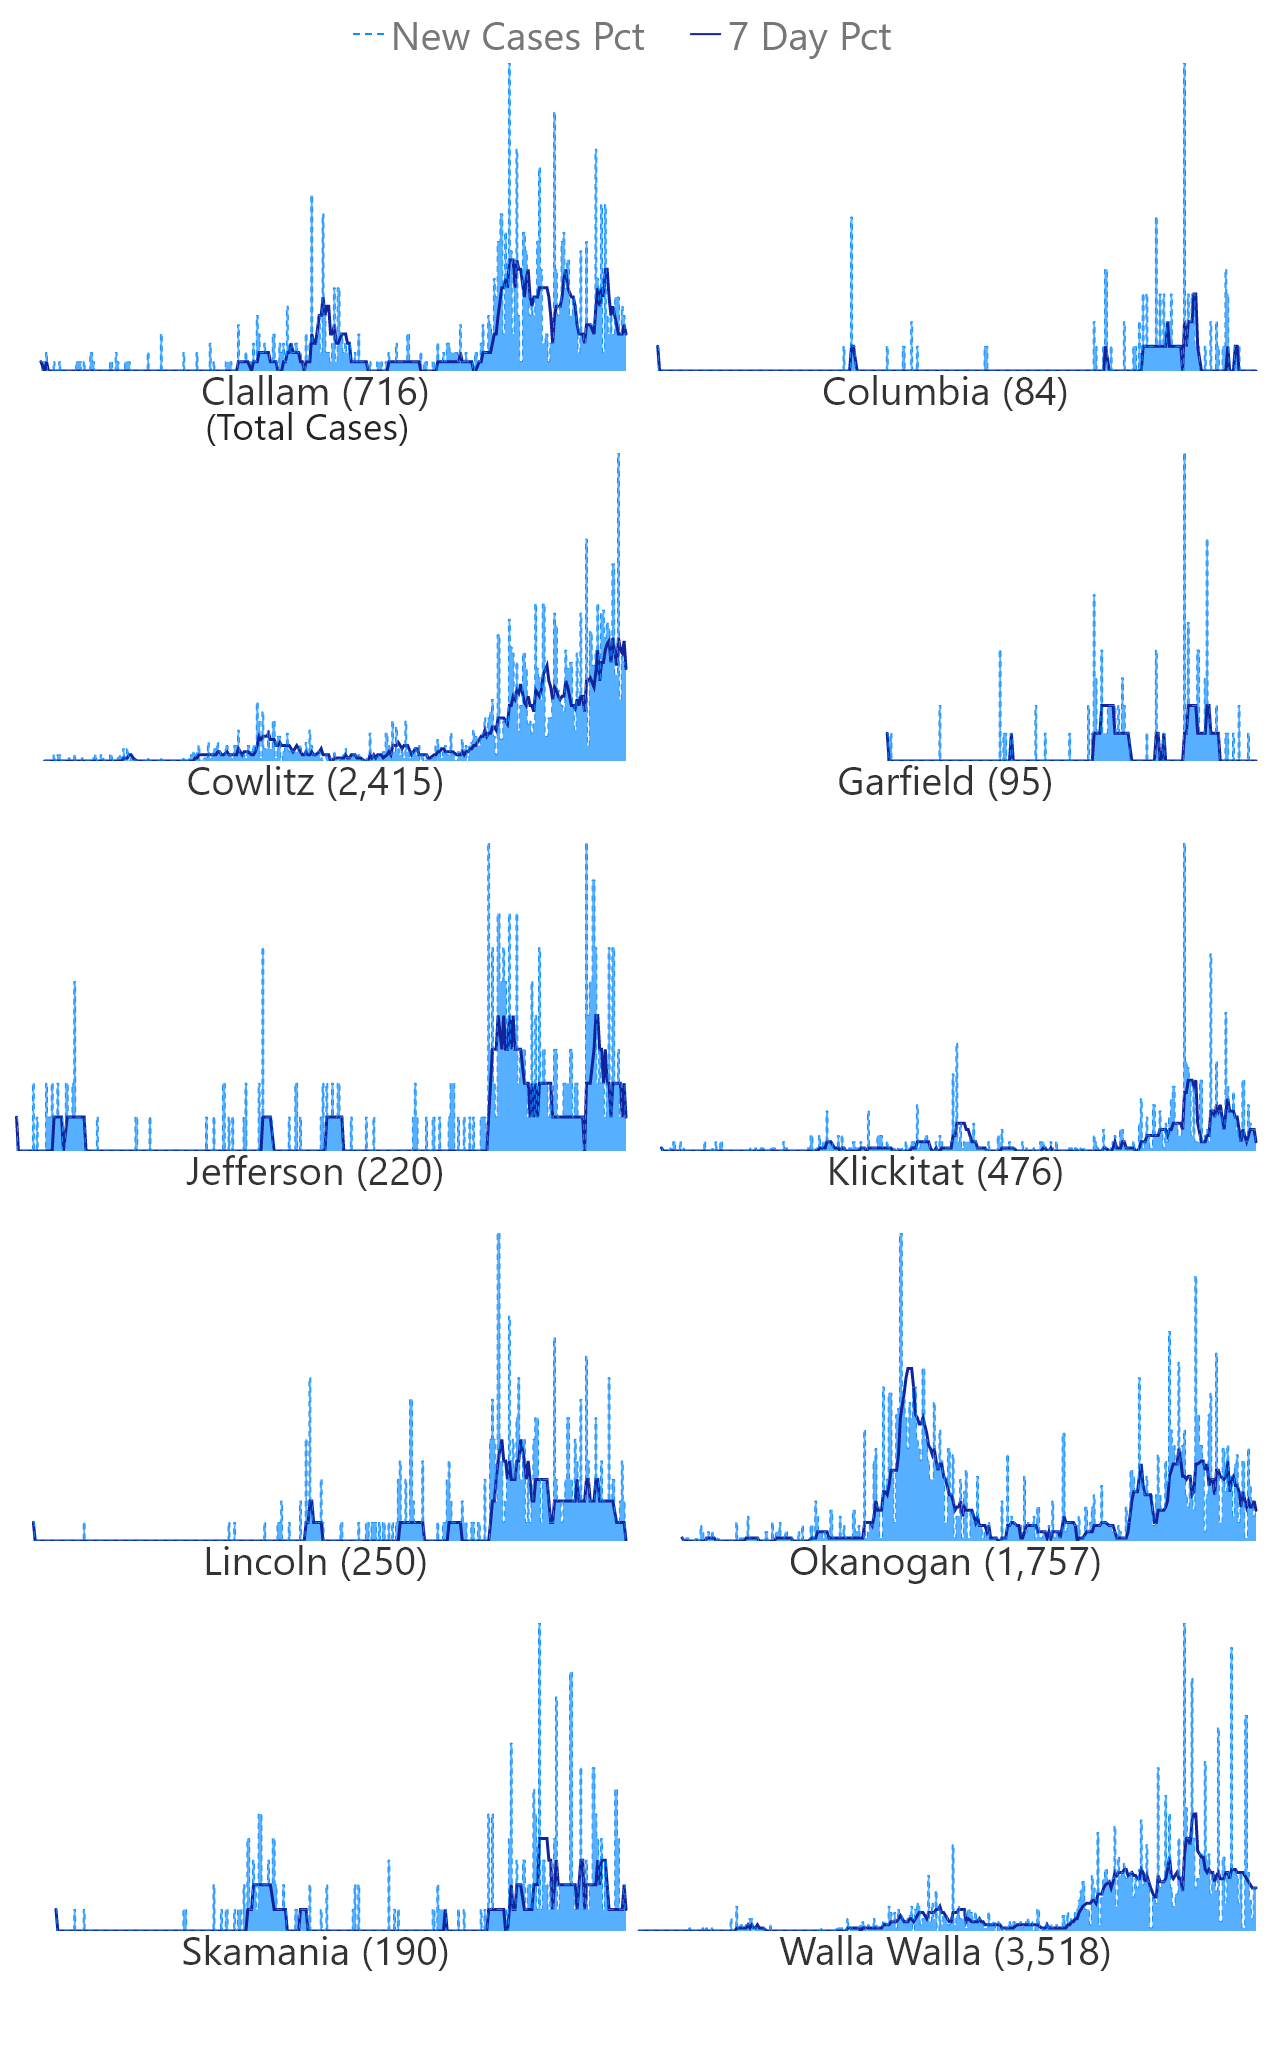 New Cases Pct 7 Day Pct
Clallam (716)
(Total Cases)
Columbia (84)
Cowlitz (2,415)
Garfield (95)
Jefferson (220)
Klickitat (476)
Lincoln (250)
Okanogan (1,757)
Skamania (190)
Walla Walla (3,518)